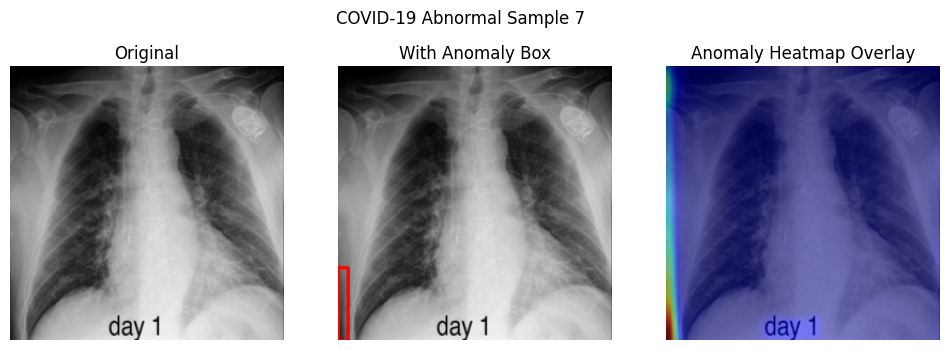 COVID-19 Abnormal Sample 7
Original
With Anomaly Box
Anomaly Heatmap Overlay
day 1
day 1
day 1